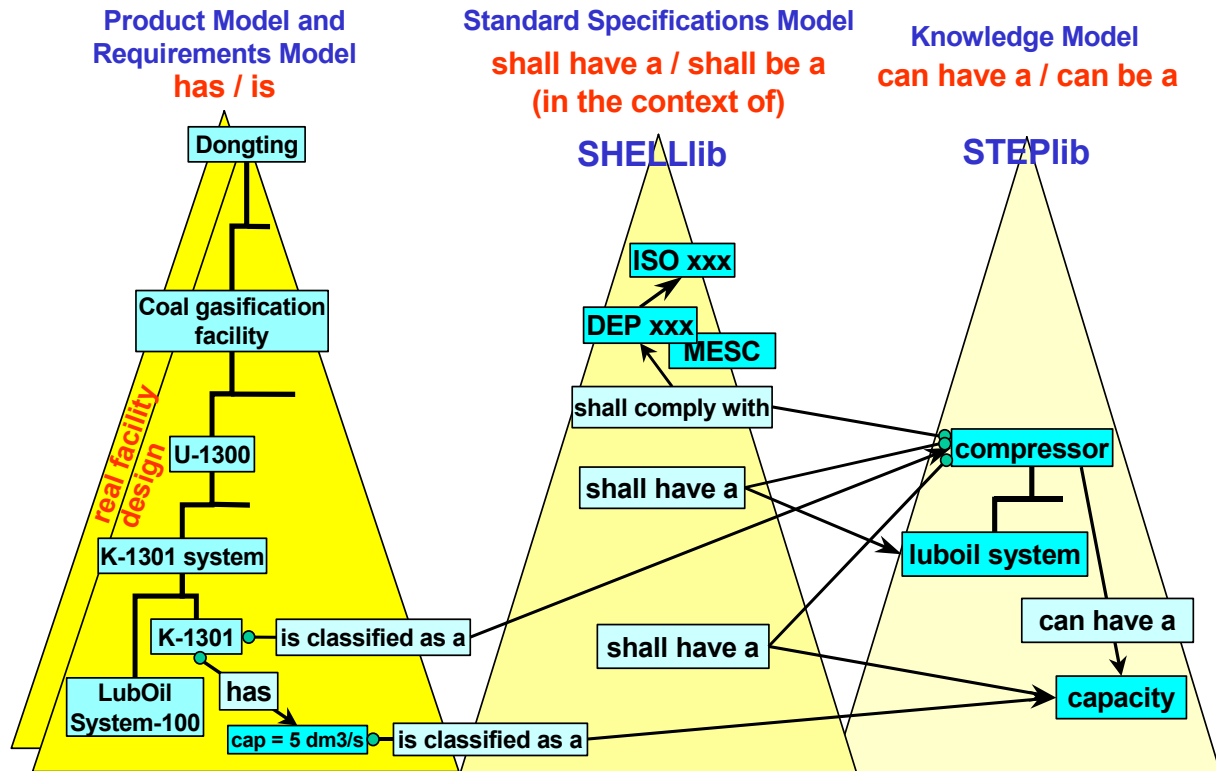 Product Model and
Requirements Model
has / is
Standard Specifications Model
shall have a / shall be a
(in the context of)
Knowledge Model
can have a / can be a
SHELLlib
STEPlib
Dongting
Coal gasification
facility
real facility
design
U-1300
K-1301 system
K-1301
LubOil
System-100
has
cap = 5 dm3/s
is classified as a
is classified as a
ISO xxx
DEP xxx
MESC
shall comply with
shall have a
shall have a
compressor
luboil system
can have a
capacity